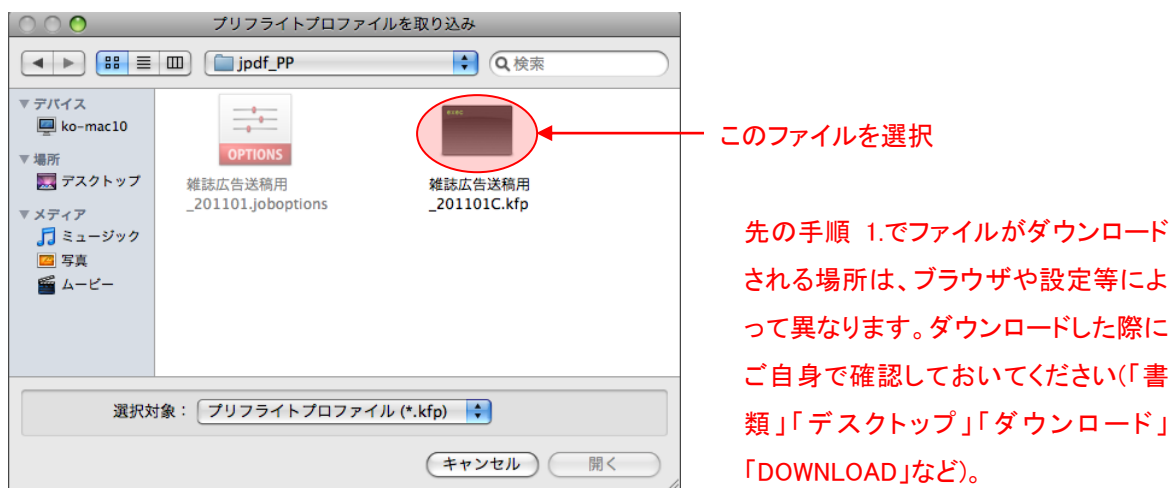 プリフライトプロファイルを取り込み
jpdf_PP
検索
デバイス
ko-mac10
場所
デスクトップ
メディア
ミュージック
写真
ムービー
OPTIONS
雑誌広告送稿用
_201101.joboptions
exec
雑誌広告送稿用
_201101C.kfp
選択対象：
プリフライトプロファイル (*.kfp)
キャンセル
開く
このファイルを選択
先の手順 1.でファイルがダウンロード
される場所は、ブラウザや設定等によ
って異なります。ダウンロードした際に
ご自身で確認しておいてください(「書
類」「デスクトップ」「ダウンロード」
「DOWNLOAD」など)。